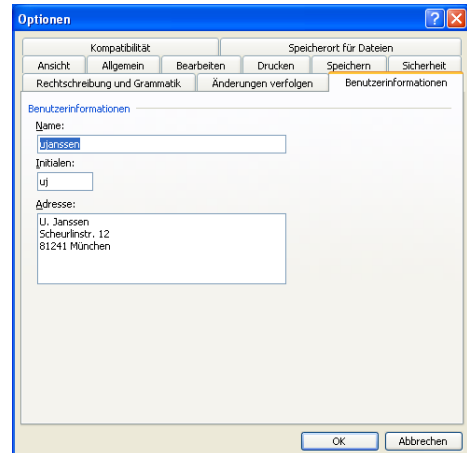 Optionen
Kompatibilität Speicherort für Dateien
Ansicht Allgemein Bearbeiten Drucken Speichern Sicherheit
Rechtschreibung und Grammatik Änderungen verfolgen Benutzerinformationen
Benutzerinformationen
Name:
ujanssen
Initialen:
uj
Adresse:
U. Janssen
Scheurlinstr. 12
81241 München
OK Abbrechen